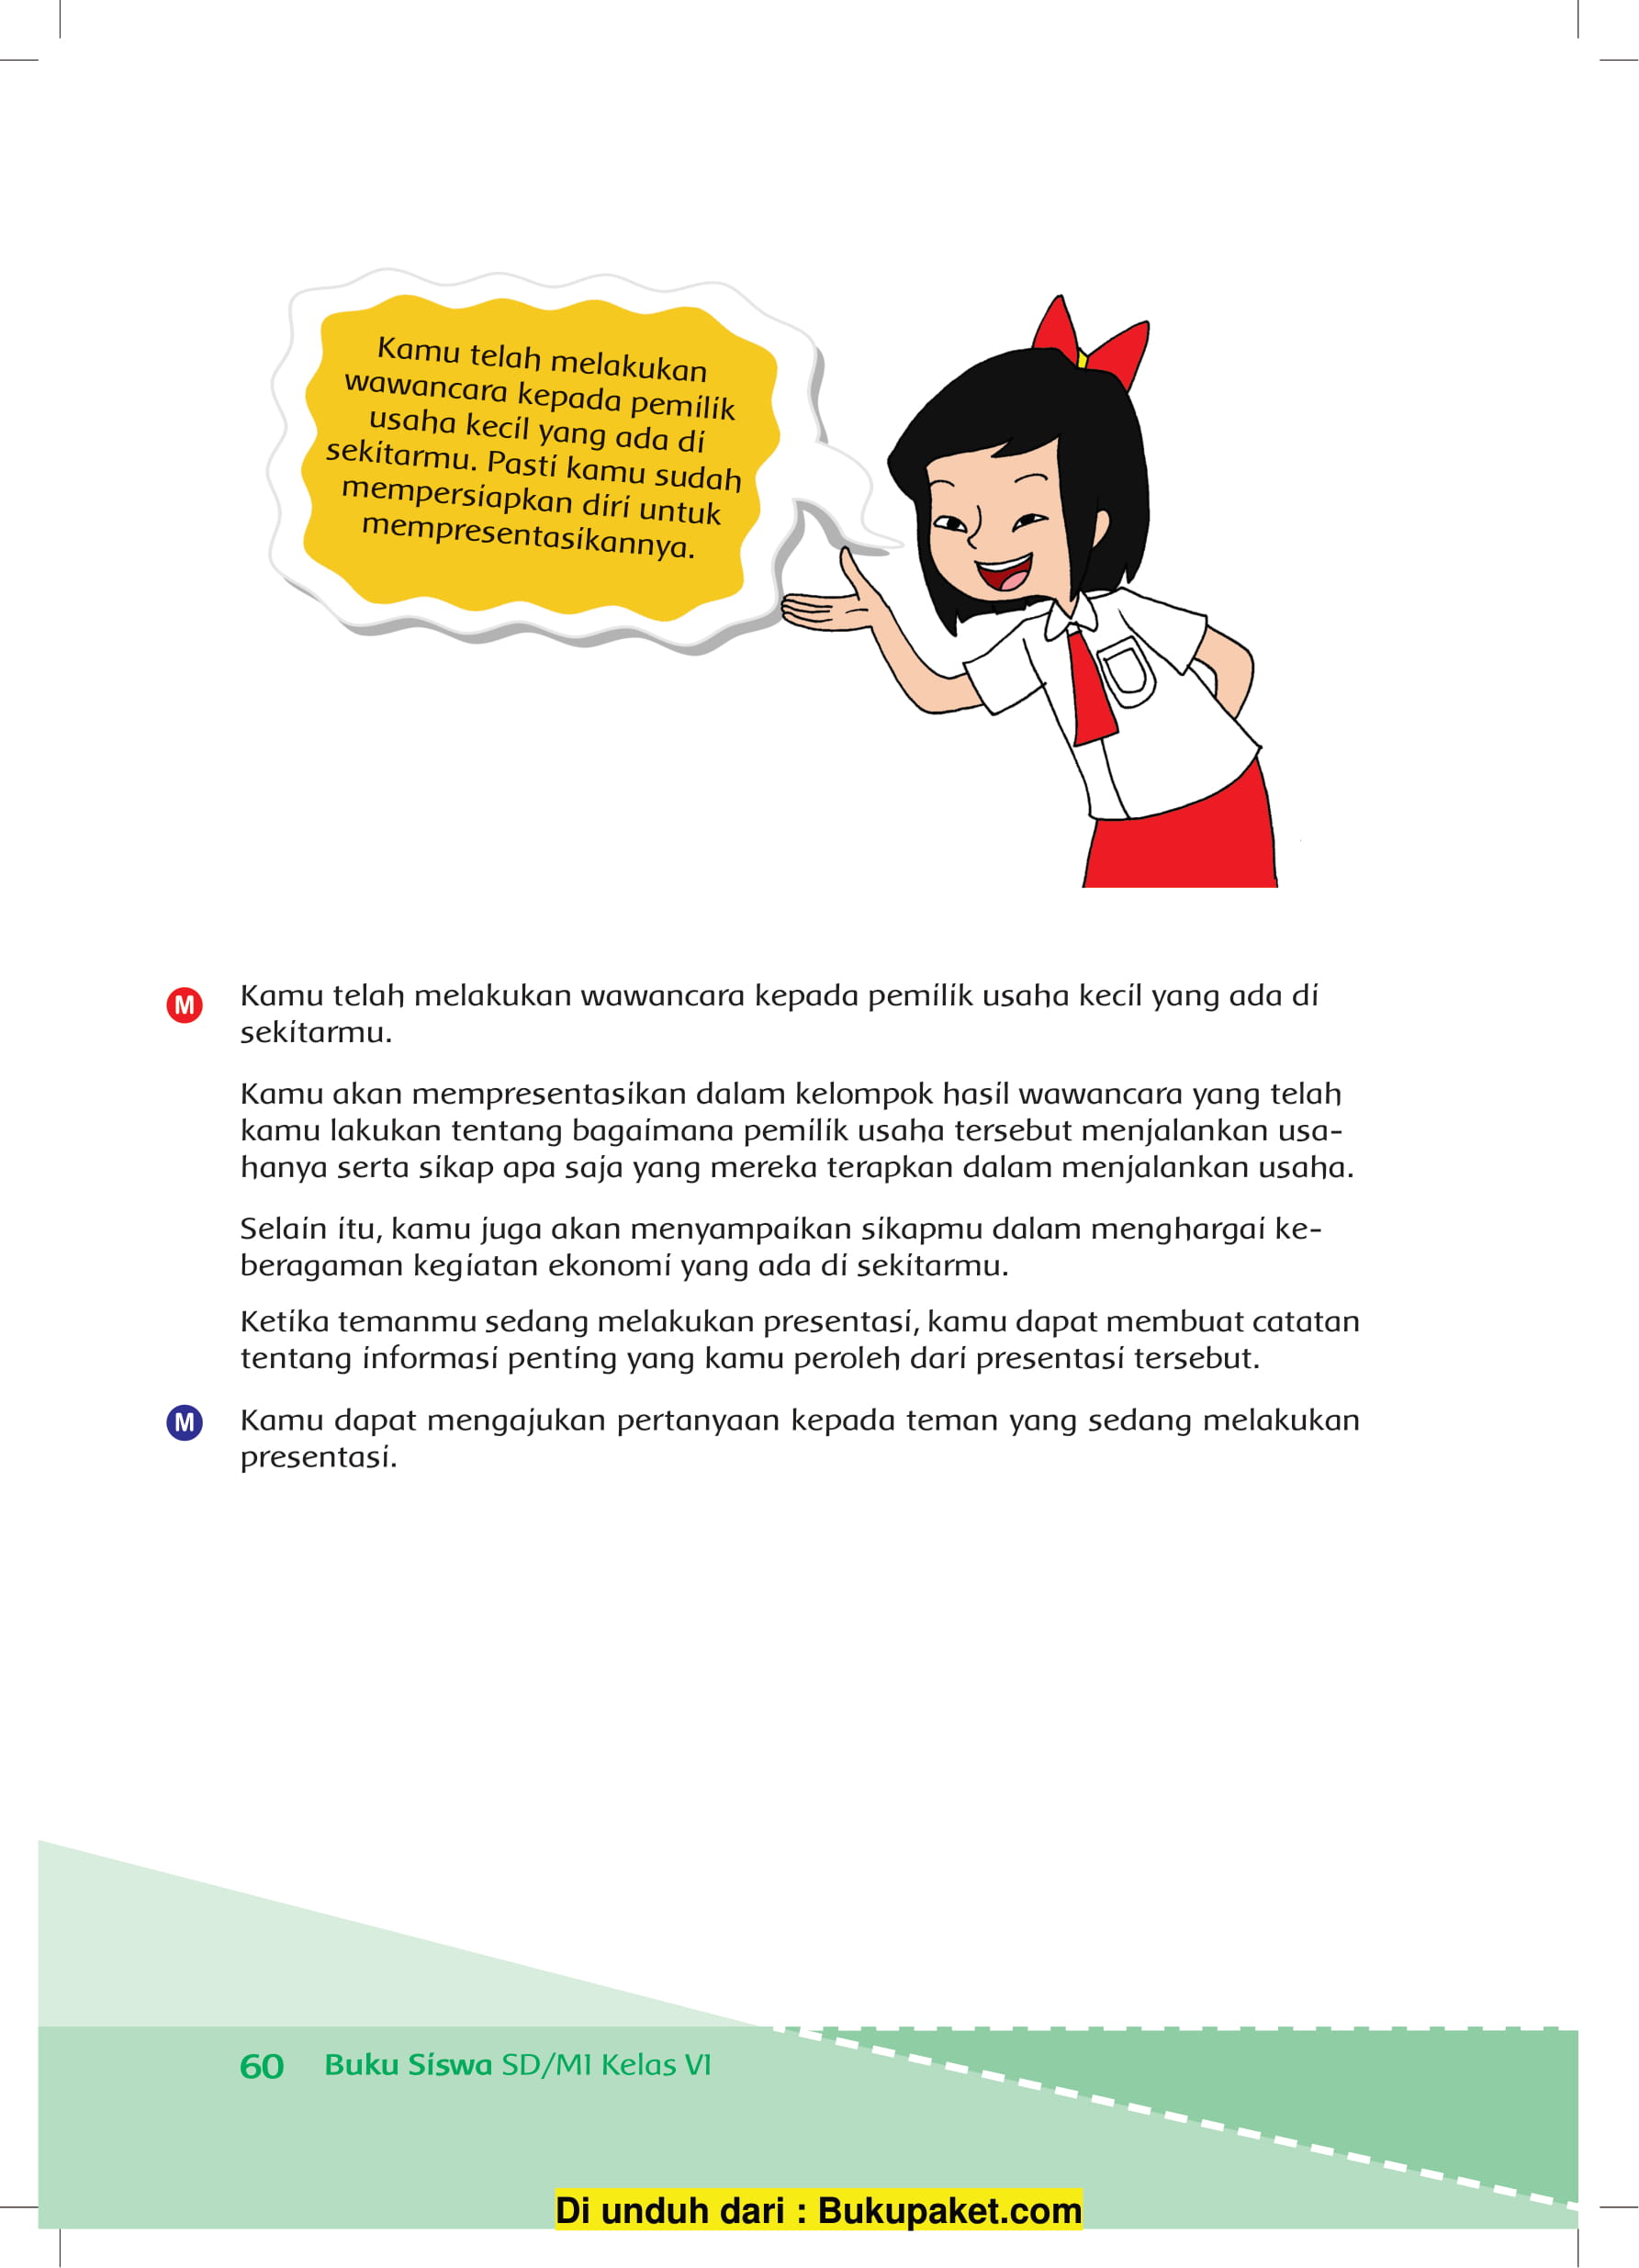 Kamu telah melakukan
wawancara kepada pemilik
usaha kecil yang ada di
sekitarmu. Pasti kamu sudah
mempersiapkan diri untuk
mempresentasikannya.
M
Kamu telah melakukan wawancara kepada pemilik usaha kecil yang ada di
sekitarmu.
Kamu akan mempresentasikan dalam kelompok hasil wawancara yang telah
kamu lakukan tentang bagaimana pemilik usaha tersebut menjalankan usa-
hanya serta sikap apa saja yang mereka terapkan dalam menjalankan usaha.
Selain itu, kamu juga akan menyampaikan sikapmu dalam menghargai ke-
beragaman kegiatan ekonomi yang ada di sekitarmu.
Ketika temanmu sedang melakukan presentasi, kamu dapat membuat catatan
tentang informasi penting yang kamu peroleh dari presentasi tersebut.
M
Kamu dapat mengajukan pertanyaan kepada teman yang sedang melakukan
presentasi.
60 Buku Siswa SD/MI Kelas VI
Di unduh dari : Bukupaket.com